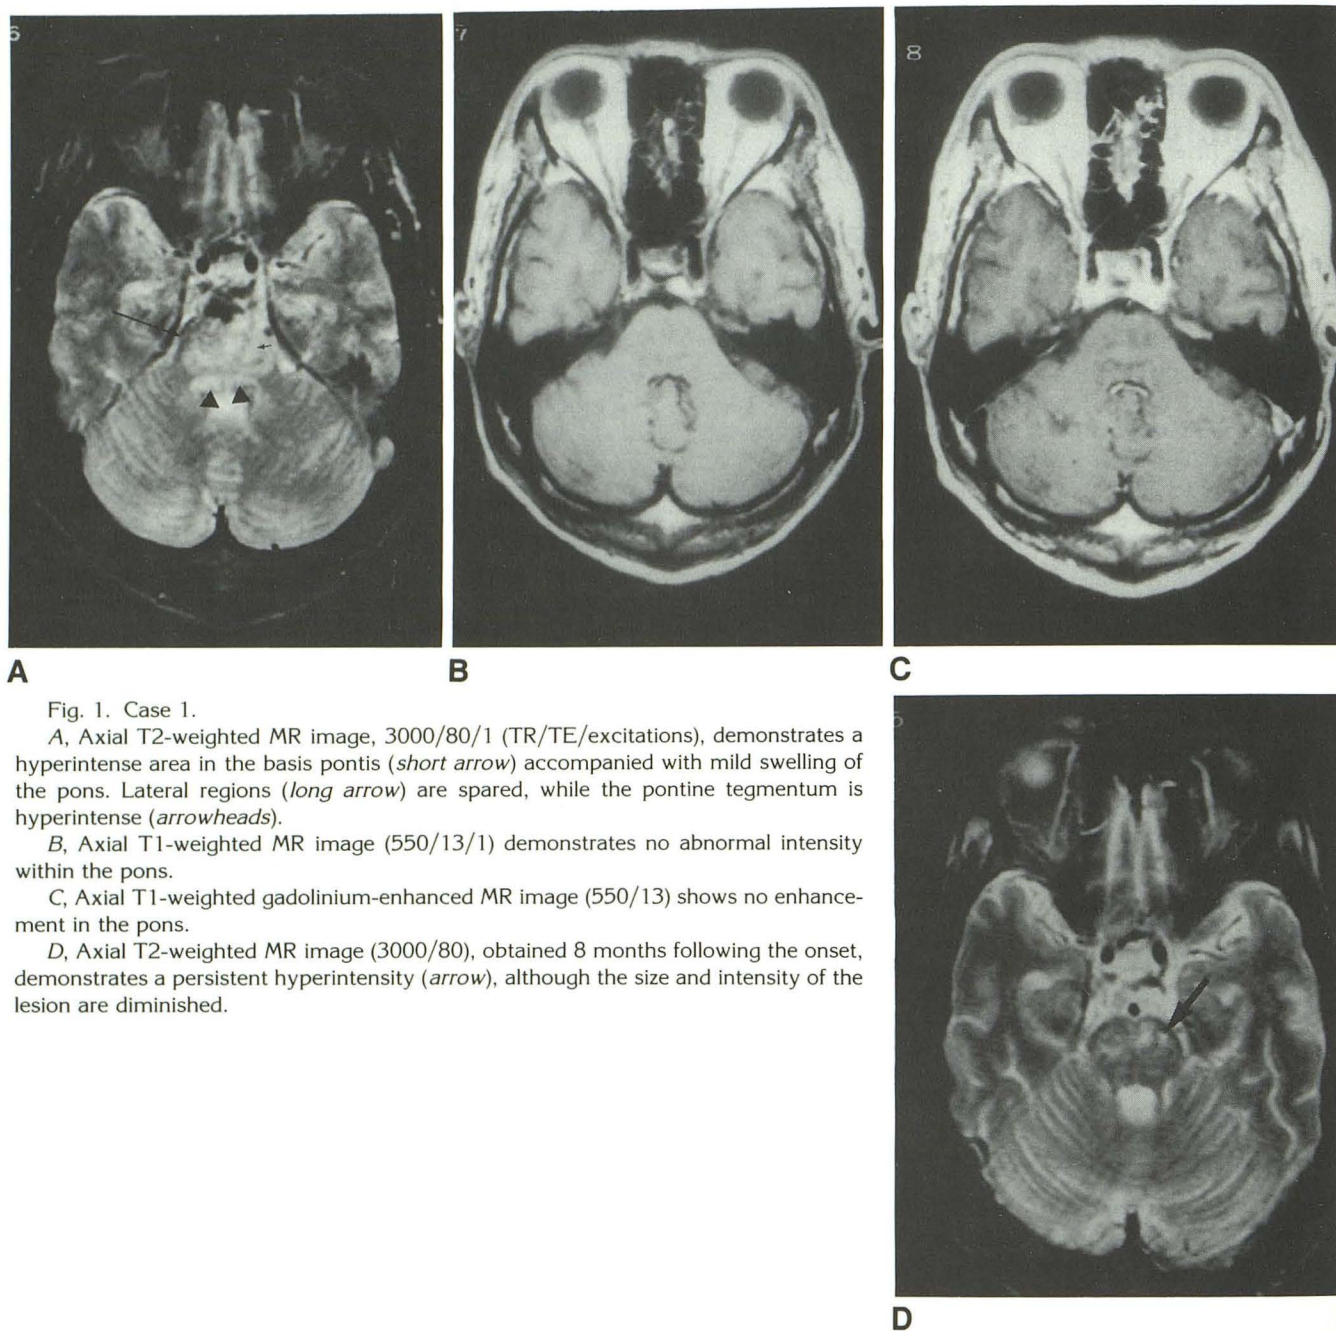 6
7
8
A
B
C
Fig. 1. Case 1.
A, Axial T2-weighted MR image, 3000/80/1 (TR/TE/excitations), demonstrates a
hyperintense area in the basis pontis (short arrow) accompanied with mild swelling of
the pons. Lateral regions (long arrow) are spared, while the pontine tegmentum is
hyperintense (arrowheads).
B, Axial T1-weighted MR image (550/13/1) demonstrates no abnormal intensity
within the pons.
C, Axial T1-weighted gadolinium-enhanced MR image (550/13) shows no enhance-
ment in the pons.
D, Axial T2-weighted MR image (3000/80), obtained 8 months following the onset,
demonstrates a persistent hyperintensity (arrow), although the size and intensity of the
lesion are diminished.
D